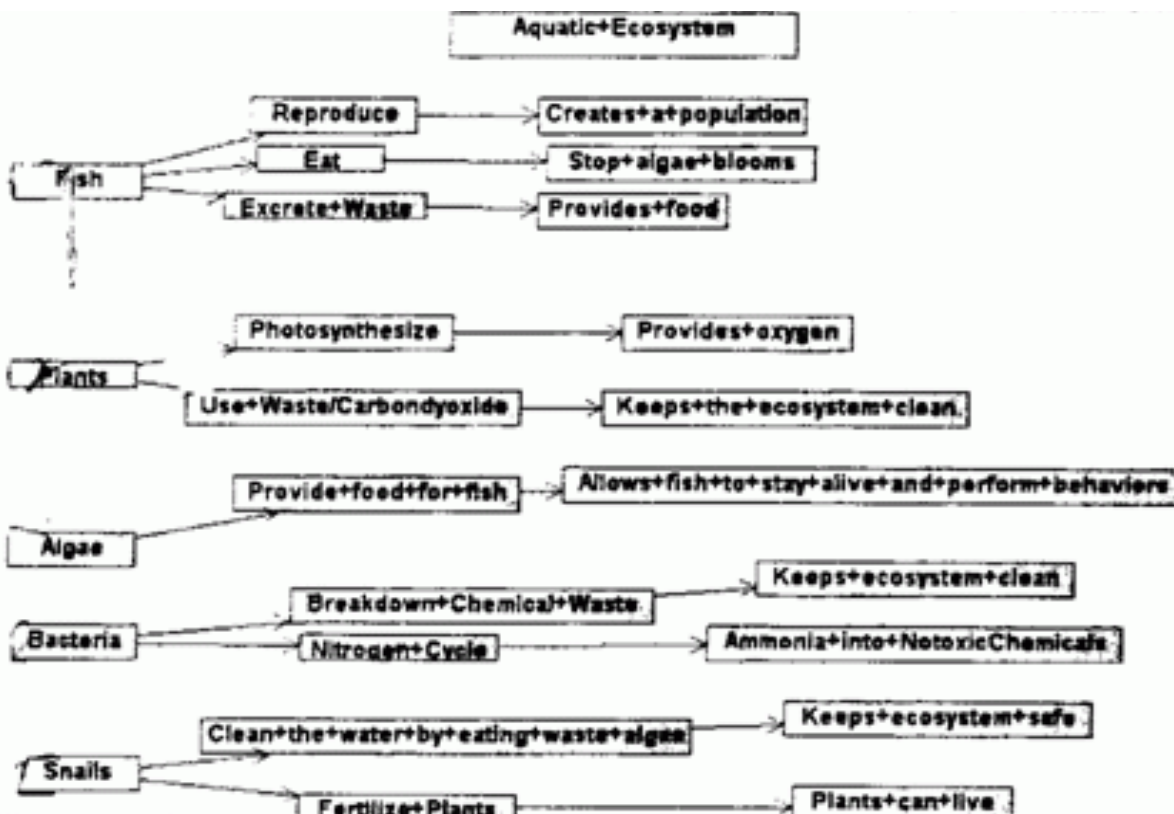 Aquatic+Ecosystem
Reproduce
Creates+a+population
Fish
Eat
Stop+algae+blooms
Excrete+Waste
Provides+food
Photosynthesize
Provides+oxygen
Plants
Use+Waste/Carbondyoxide
Keeps+the+ecosystem+clean.
Provide+food+for+fish
Allows+fish+to+stay+alive+and+perform+behaviors
Algae
Keeps+ecosystem+clean
Breakdown+Chemical+Waste
Bacteria
Nitrogen+Cycle
Ammonia+into+NotoxicChemicals
Keeps+ecosystem+safe
Clean+the+water+by+eating+waste+algae
Snails
Fertilize+Plants
Plants+can+live